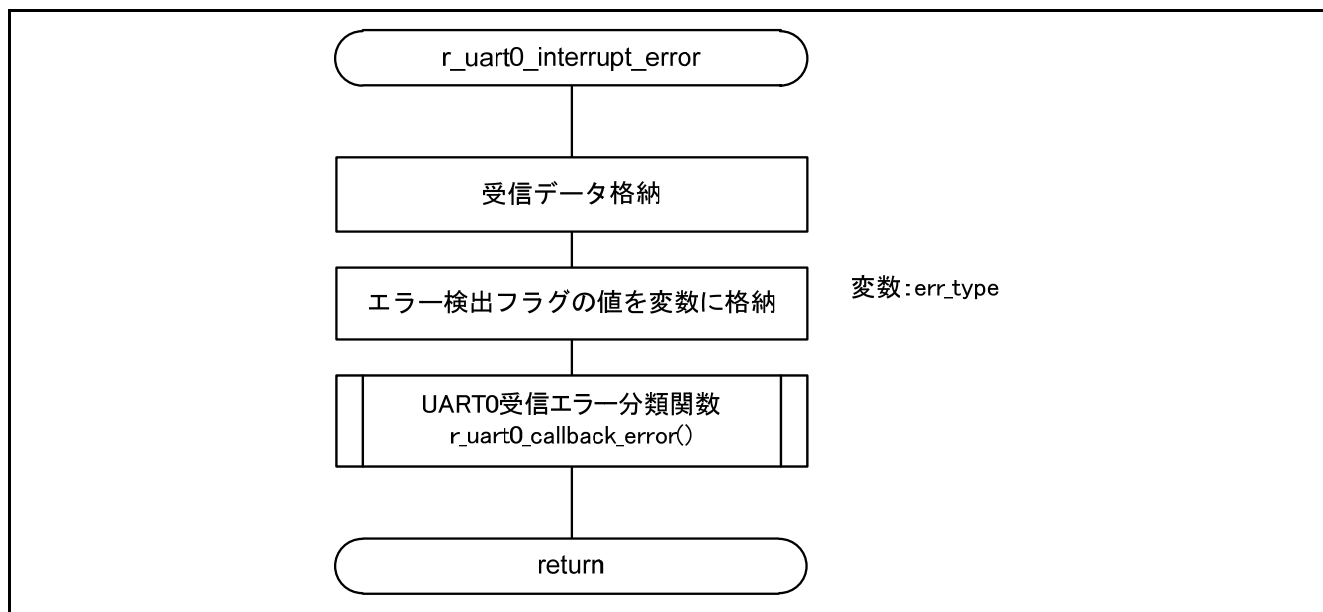 r_uart0_interrupt_error
受信データ格納
エラー検出フラグの値を変数に格納
変数:err_type
UART0受信エラー分類関数
r_uart0_callback_error()
return